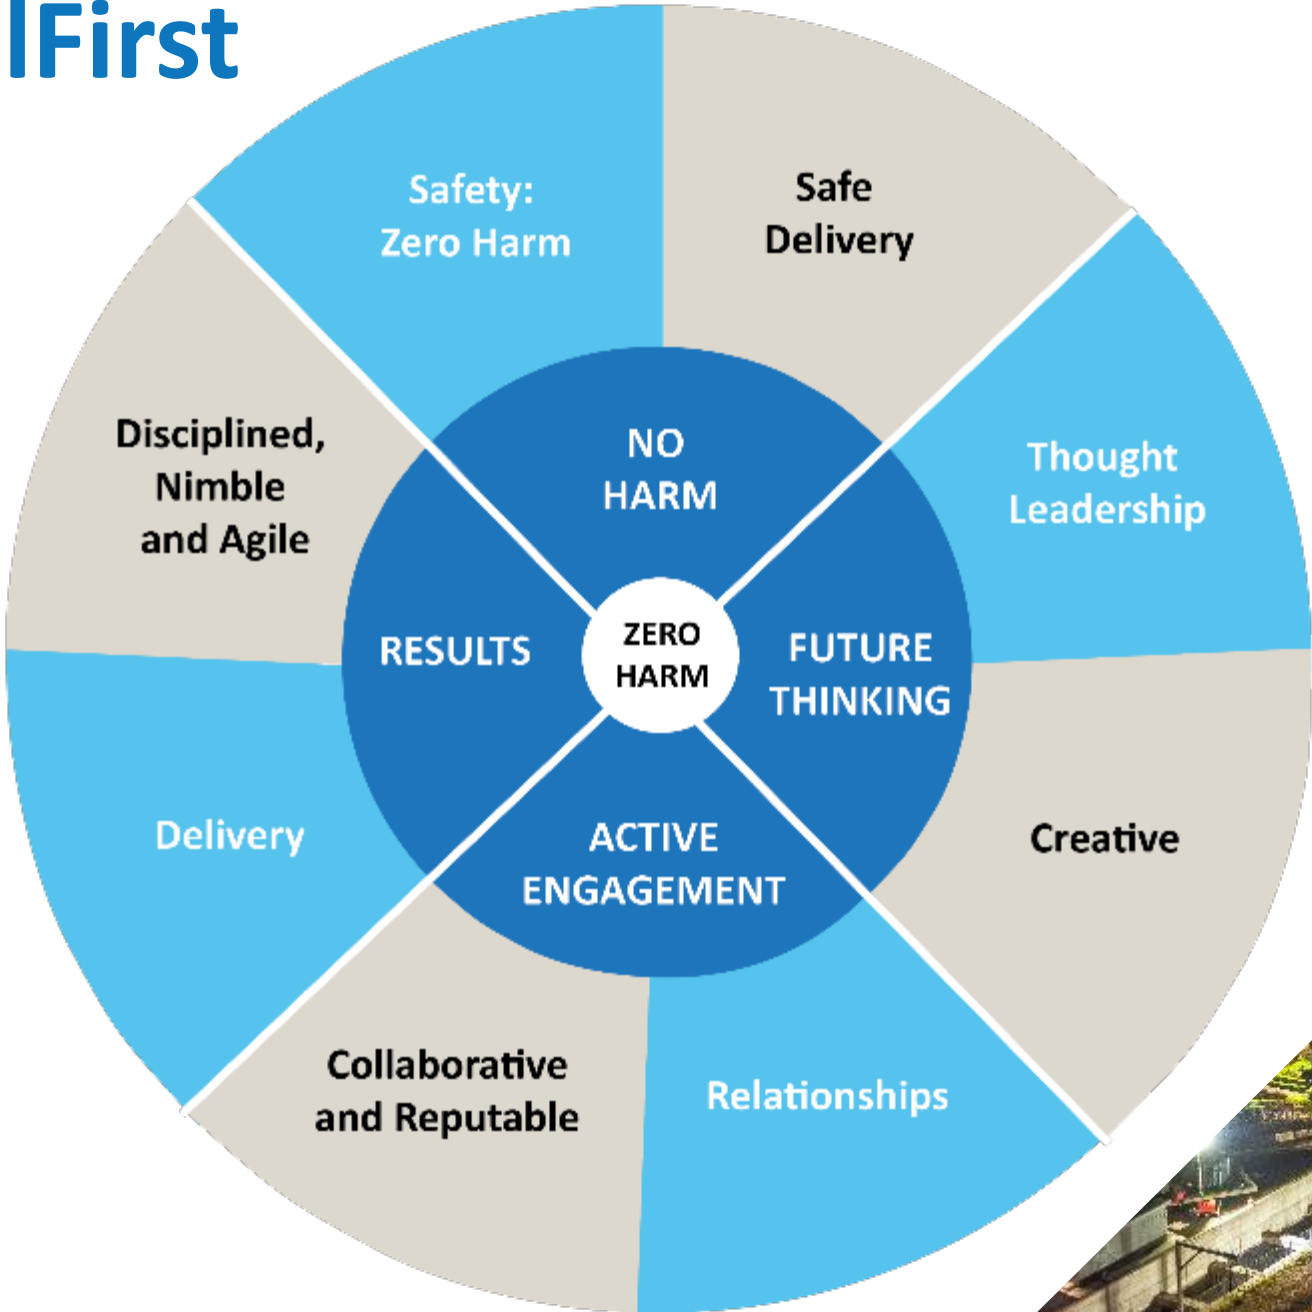 lFirst
Safety:
Zero Harm
Safe
Delivery
Disciplined,
Nimble
and Agile
NO
HARM
Thought
Leadership
RESULTS
ZERO
HARM
FUTURE
THINKING
Delivery
ACTIVE
ENGAGEMENT
Creative
Collaborative
and Reputable
Relationships